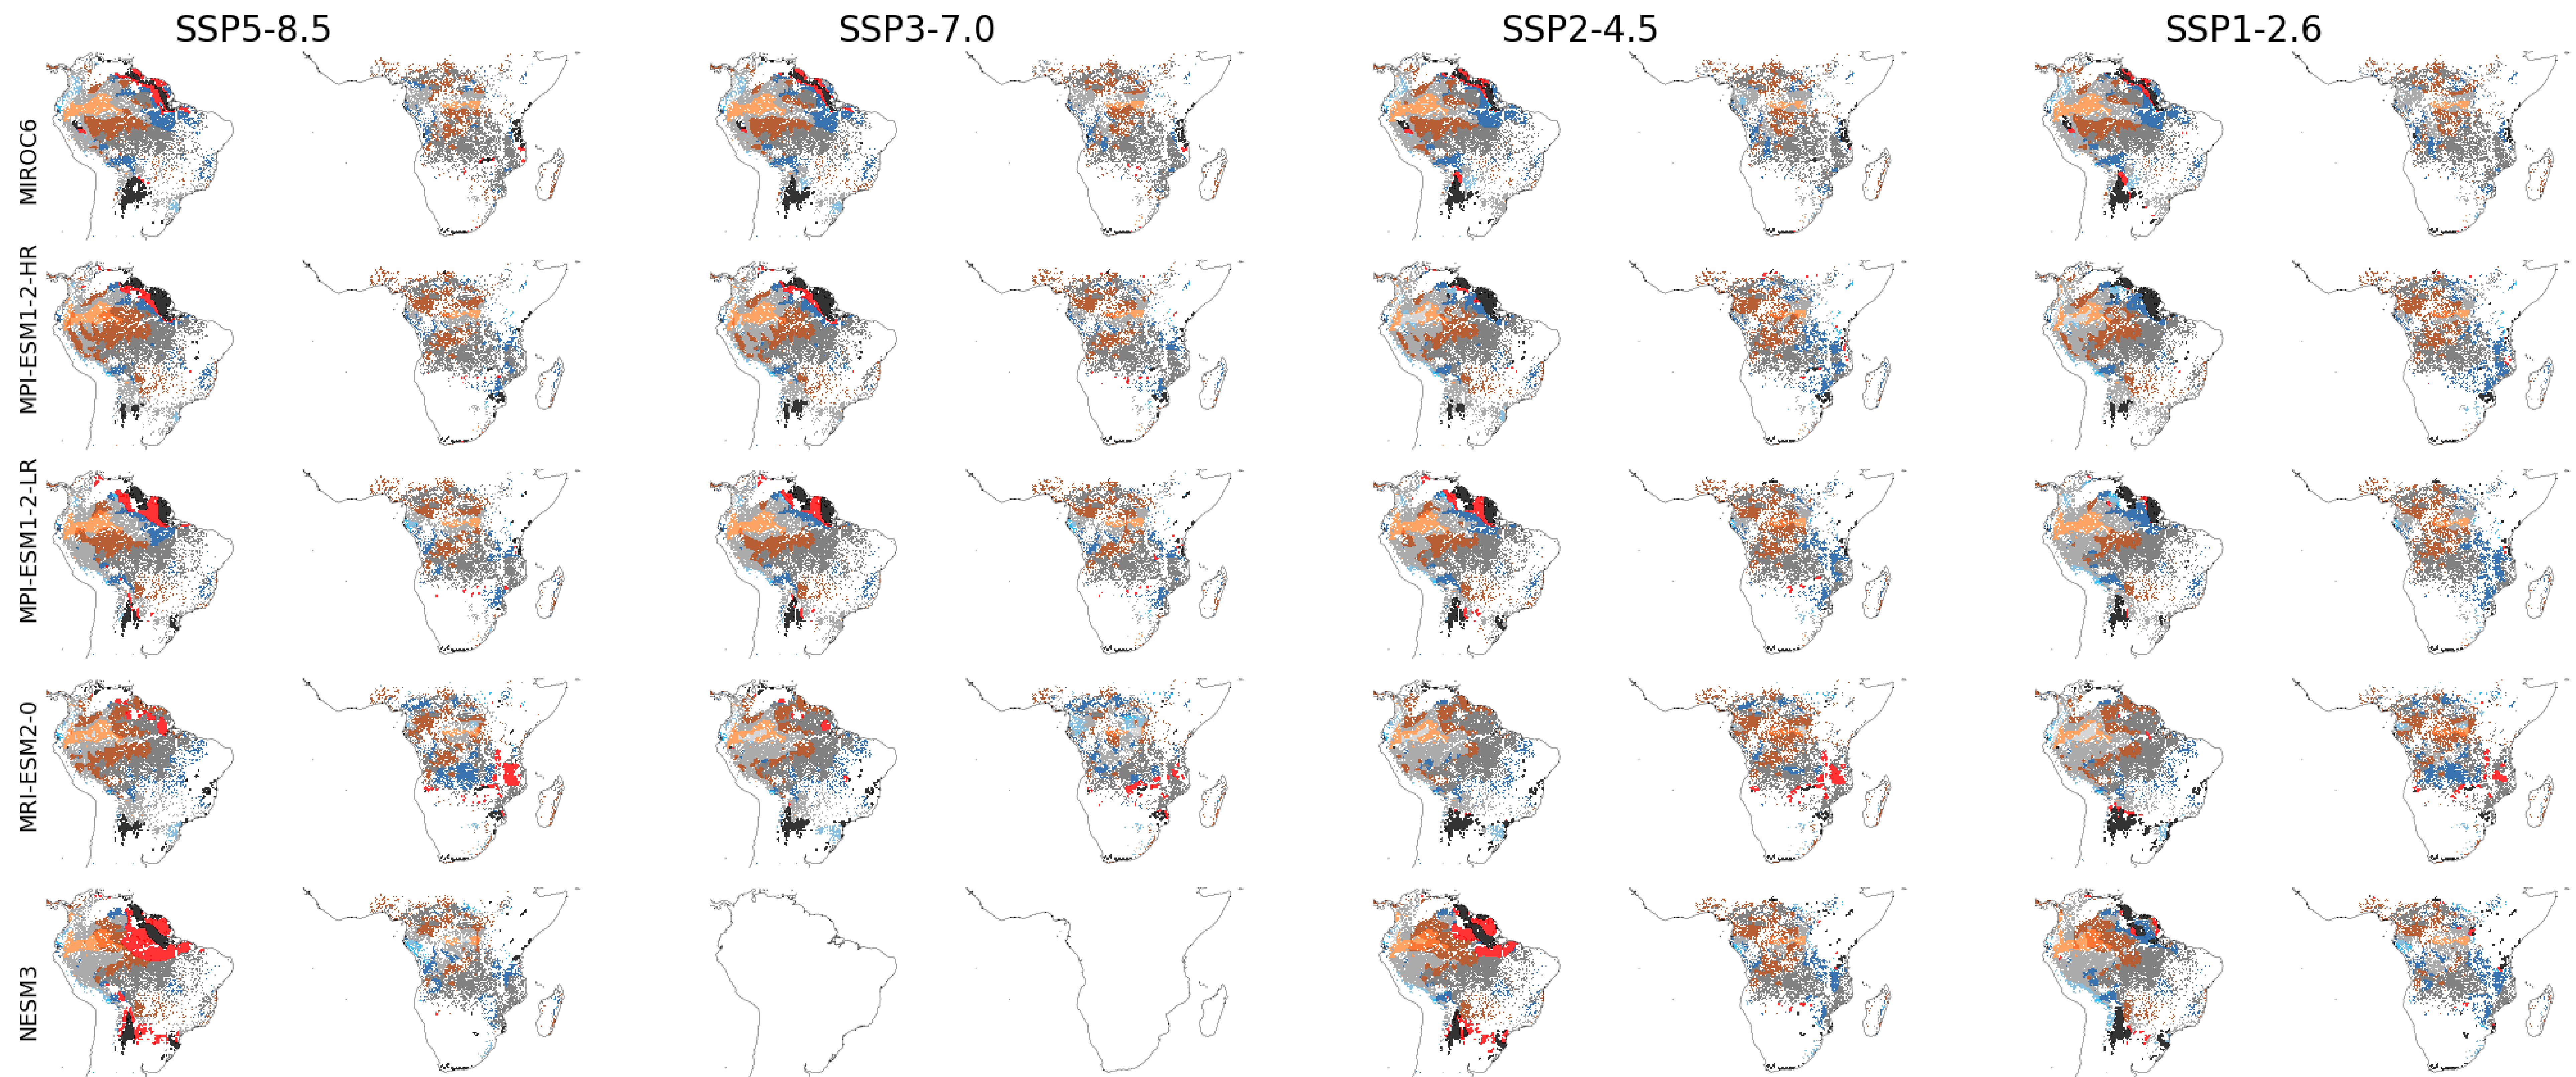 SSP5-8.5
SSP3-7.0
SSP2-4.5
SSP1-2.6
MIROC6
MPI-ESM1-2-HR
MPI-ESM1-2-LR
MRI-ESM2-0
NESM3